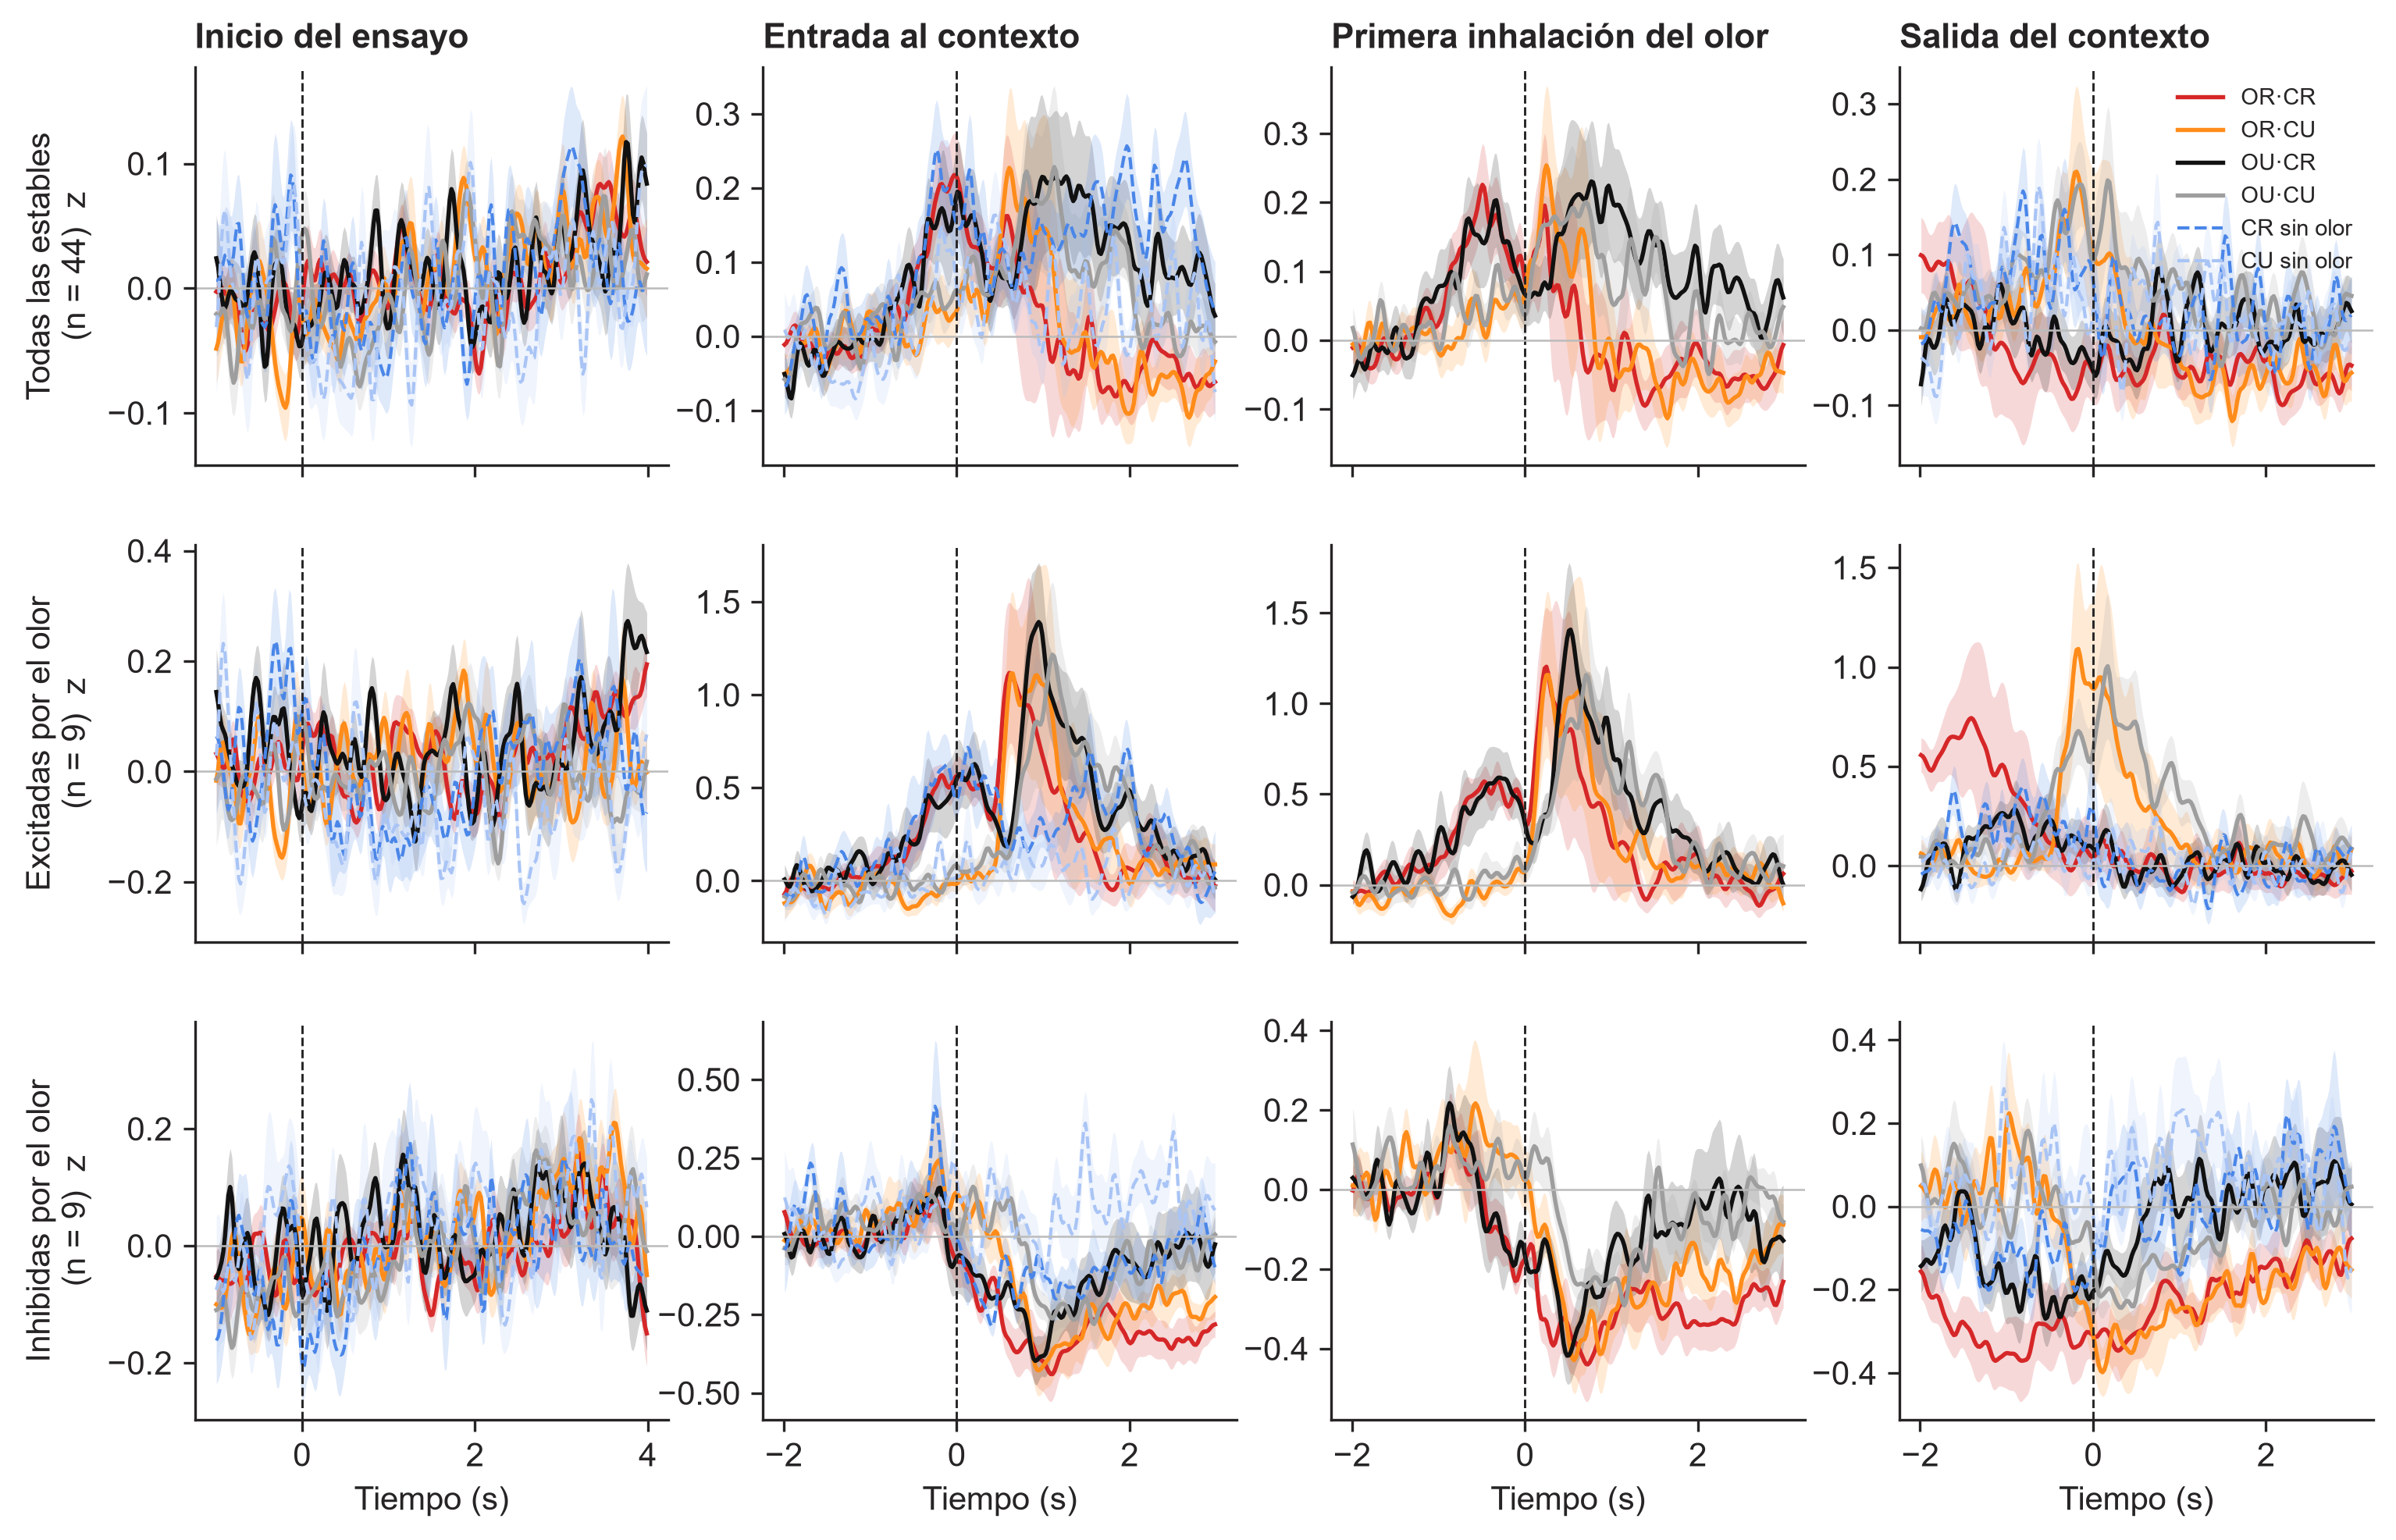 Inicio del ensayo
Entrada al contexto
Primera inhalación del olor
Salida del contexto
Todas las estables
(n = 44) z
0.1
0.0
−0.1
0.3
0.2
0.1
0.0
−0.1
0.3
0.2
0.1
0.0
−0.1
0.3
0.2
0.1
0.0
−0.1
OR·CR
OR·CU
OU·CR
OU·CU
CR sin olor
CU sin olor
Excitadas por el olor
(n = 9) z
0.4
0.2
0.0
−0.2
1.5
1.0
0.5
0.0
1.5
1.0
0.5
0.0
1.5
1.0
0.5
0.0
Inhibidas por el olor
(n = 9) z
0.2
0.0
−0.2
0.50
0.25
0.00
−0.25
−0.50
0.4
0.2
0.0
−0.2
−0.4
0.4
0.2
0.0
−0.2
−0.4
0 2 4
−2 0 2
−2 0 2
−2 0 2
Tiempo (s)
Tiempo (s)
Tiempo (s)
Tiempo (s)